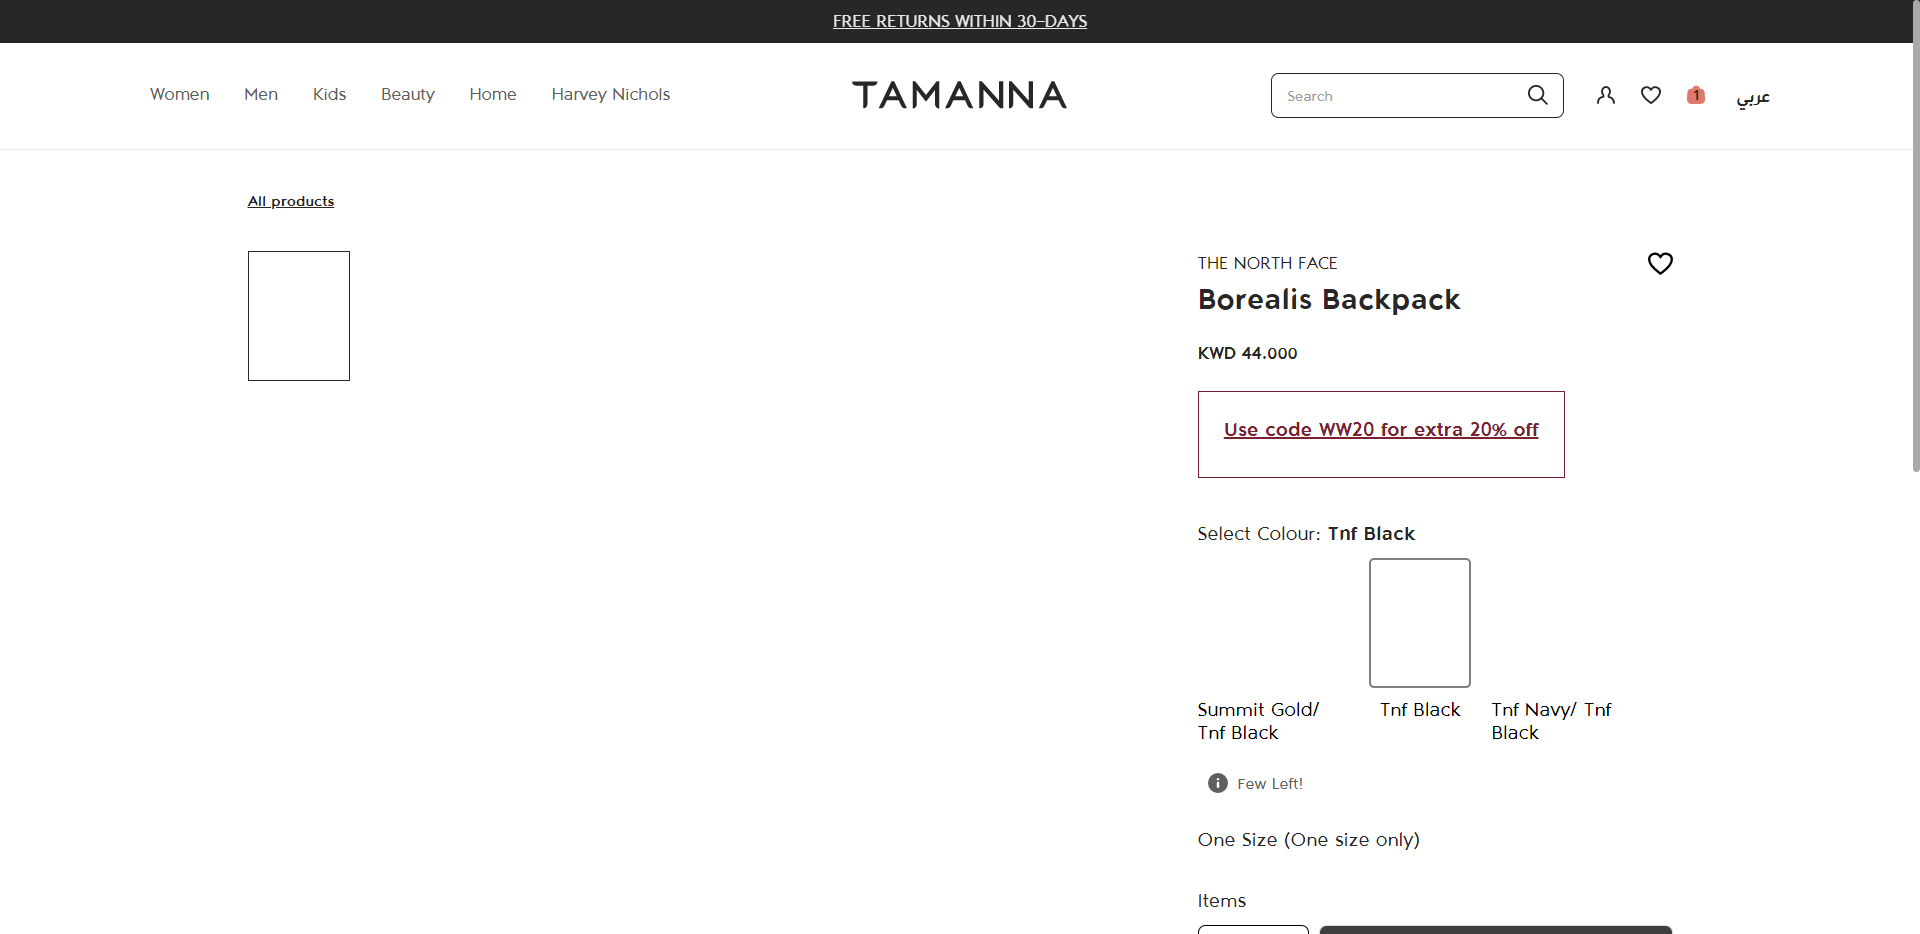 FREE RETURNS WITHIN 30-DAYS
Women Men Kids Beauty Home Harvey Nichols
TAMANNA
Search
1
عربي
All products
THE NORTH FACE
Borealis Backpack
KWD 44.000
Use code WW20 for extra 20% off
Select Colour: Tnf Black
Summit Gold/
Tnf Black
Tnf Black
Tnf Navy/ Tnf
Black
Few Left!
One Size (One size only)
Items